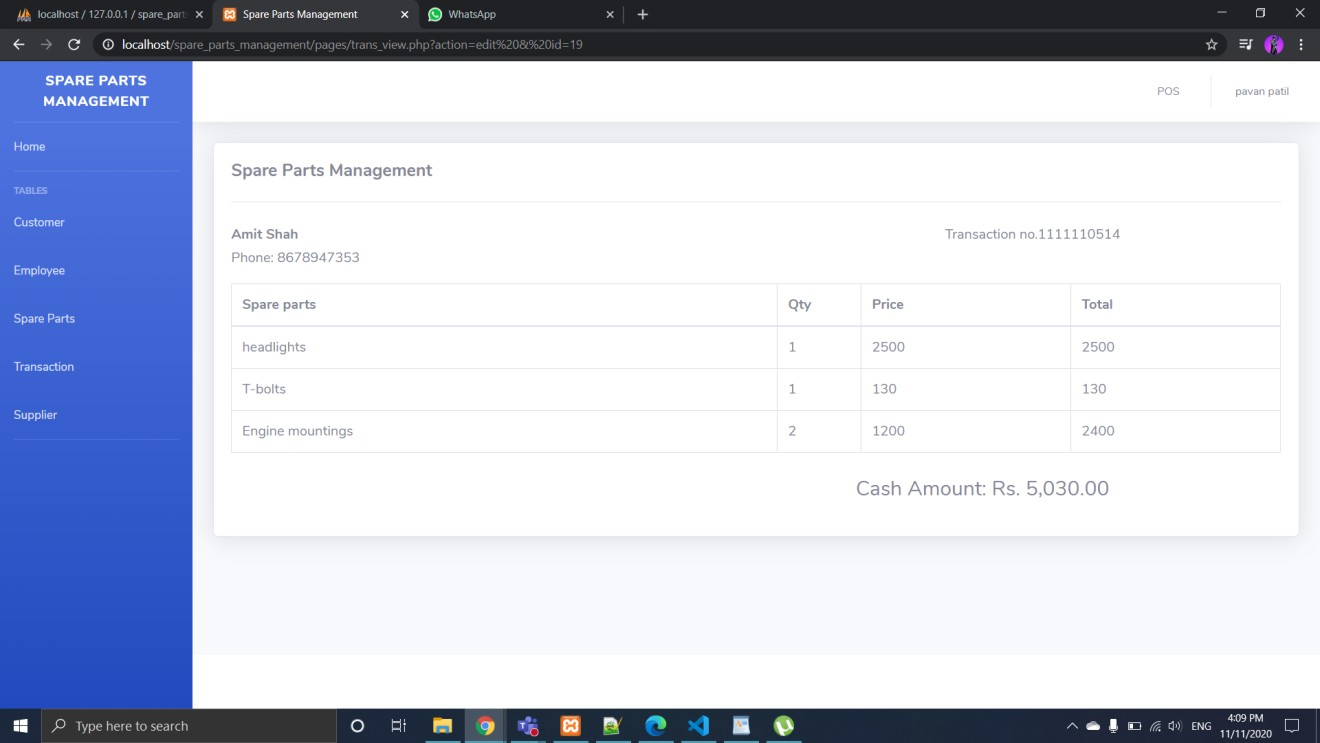 localhost / 127.0.0.1 / spare_part
Spare Parts Management
WhatsApp
localhost/spare_parts_management/pages/trans_view.php?action=edit%20&%20id=19
SPARE PARTS
MANAGEMENT
POS
pavan patil
Home
TABLES
Customer
Employee
Spare Parts
Transaction
Supplier
Spare Parts Management
Amit Shah
Transaction no.1111110514
Phone: 8678947353
Spare parts Qty Price Total
headlights 1 2500 2500
T-bolts 1 130 130
Engine mountings 2 1200 2400
Cash Amount: Rs. 5,030.00
Type here to search
ENG
4:09 PM
11/11/2020